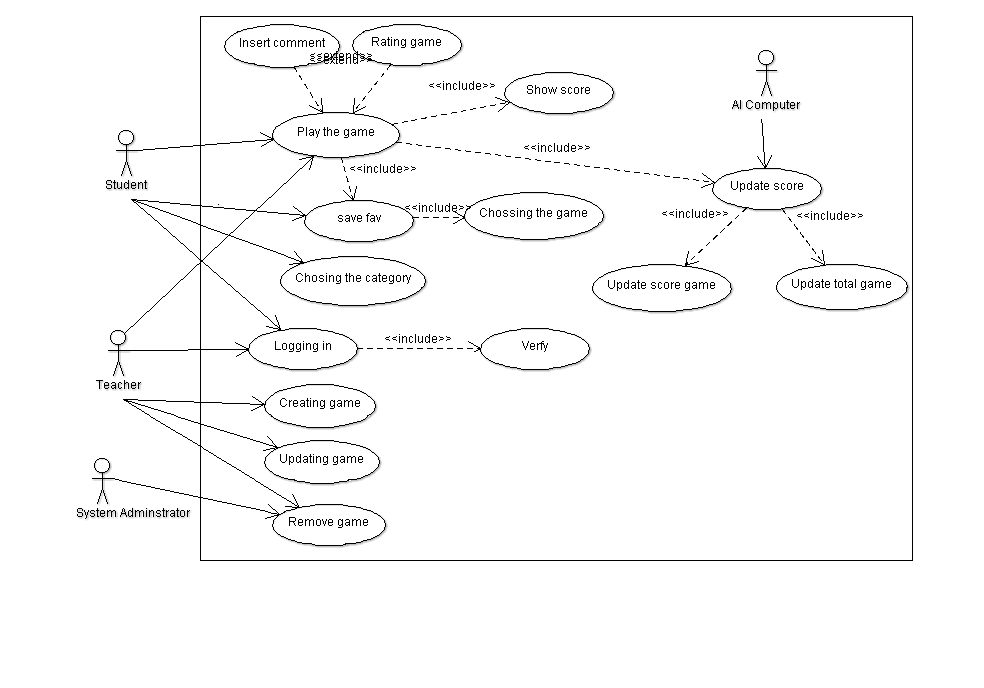 Insert comment
Rating game
<<extend>>
<<extend>>
<<include>>
Show score
AI Computer
Play the game
<<include>>
<<include>>
Student
Update score
<<include>>
save fav
Chossing the game
<<include>>
<<include>>
Chosing the category
Update score game
Update total game
Logging in
<<include>>
Verfy
Teacher
Creating game
Updating game
System Adminstrator
Remove game